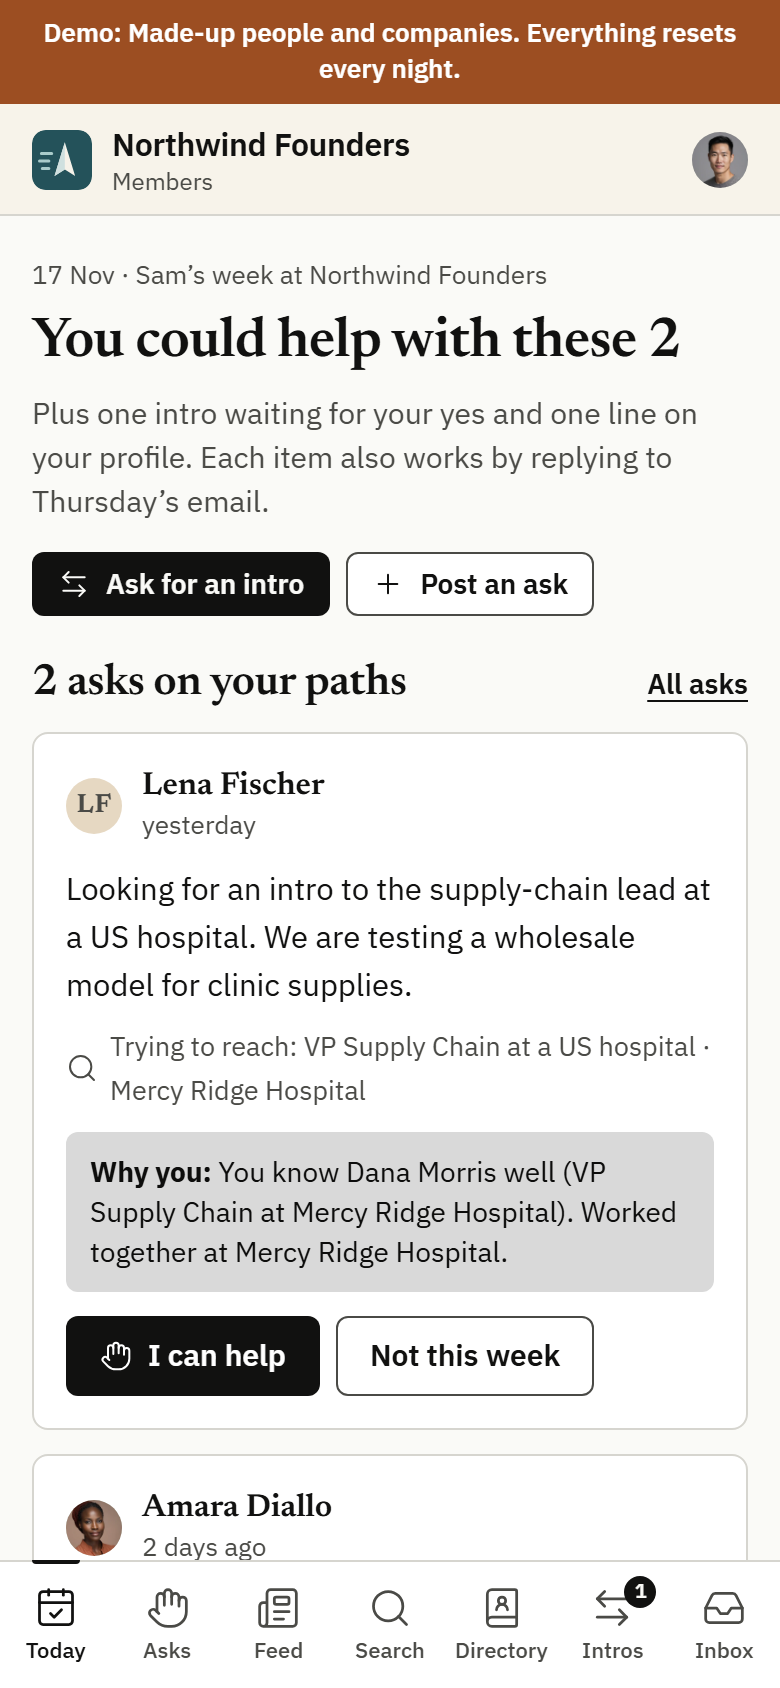 Demo: Made-up people and companies. Everything resets
every night.
Northwind Founders
Members
17 Nov · Sam’s week at Northwind Founders
You could help with these 2
Plus one intro waiting for your yes and one line on
your profile. Each item also works by replying to
Thursday’s email.
Ask for an intro
Post an ask
2 asks on your paths
All asks
LF
Lena Fischer
yesterday
Looking for an intro to the supply-chain lead at
a US hospital. We are testing a wholesale
model for clinic supplies.
Trying to reach: VP Supply Chain at a US hospital ·
Mercy Ridge Hospital
Why you: You know Dana Morris well (VP
Supply Chain at Mercy Ridge Hospital). Worked
together at Mercy Ridge Hospital.
I can help
Not this week
Amara Diallo
2 days ago
1
Today
Asks
Feed
Search
Directory
Intros
Inbox